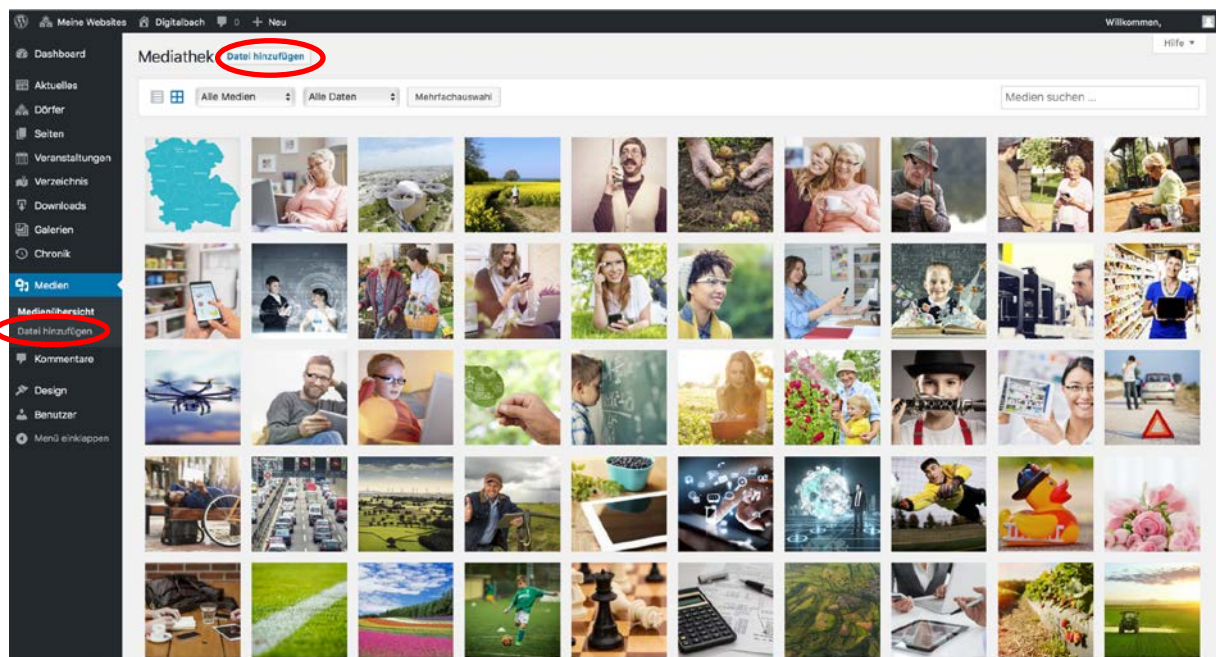 Meine Websites Digitalbach 0 + Neu Willkommen,
Hilfe
Dashboard
Aktuelles
Dörfer
Seiten
Veranstaltungen
Verzeichnis
Downloads
Galerien
Chronik
Medien
Medienübersicht
Datei hinzufügen
Kommentare
Design
Benutzer
Menü einklappen
Mediathek Datei hinzufügen
Alle Medien Alle Daten Mehrfachauswahl Medien suchen ...